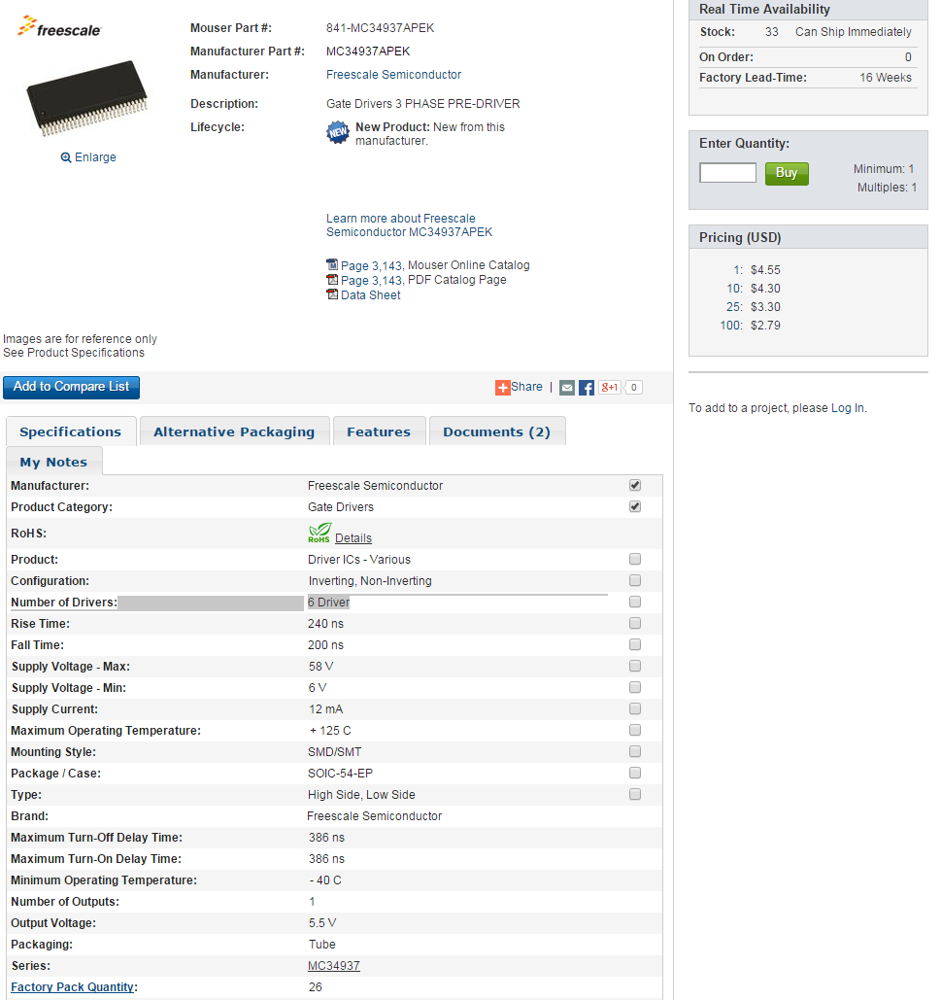 freescale
Mouser Part #: 841-MC34937APEK
Manufacturer Part #: MC34937APEK
Manufacturer: Freescale Semiconductor
Description: Gate Drivers 3 PHASE PRE-DRIVER
Lifecycle: NEW New Product: New from this
manufacturer.
Enlarge
Learn more about Freescale
Semiconductor MC34937APEK
Page 3,143, Mouser Online Catalog
Page 3,143, PDF Catalog Page
Data Sheet
Images are for reference only
See Product Specifications
Real Time Availability
Stock: 33 Can Ship Immediately
On Order: 0
Factory Lead-Time: 16 Weeks
Enter Quantity:
Buy
Minimum: 1
Multiples: 1
Pricing (USD)
1: $4.55
10: $4.30
25: $3.30
100: $2.79
To add to a project, please Log In.
Add to Compare List
Share | g+1 0
Specifications
Alternative Packaging
Features
Documents (2)
My Notes
Manufacturer: Freescale Semiconductor
Product Category: Gate Drivers
RoHS: RoHS Details
Product: Driver ICs - Various
Configuration: Inverting, Non-Inverting
Number of Drivers: 6 Driver
Rise Time: 240 ns
Fall Time: 200 ns
Supply Voltage - Max: 58 V
Supply Voltage - Min: 6 V
Supply Current: 12 mA
Maximum Operating Temperature: + 125 C
Mounting Style: SMD/SMT
Package / Case: SOIC-54-EP
Type: High Side, Low Side
Brand: Freescale Semiconductor
Maximum Turn-Off Delay Time: 386 ns
Maximum Turn-On Delay Time: 386 ns
Minimum Operating Temperature: - 40 C
Number of Outputs: 1
Output Voltage: 5.5 V
Packaging: Tube
Series: MC34937
Factory Pack Quantity: 26